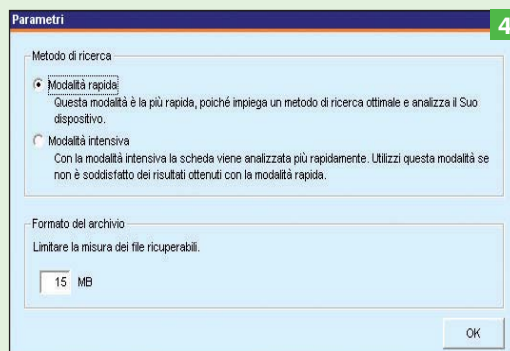 Parametri
4
Metodo di ricerca
Modalità rapida
Questa modalità è la più rapida, poiché impiega un metodo di ricerca ottimale e analizza il Suo
dispositivo.
Modalità intensiva
Con la modalità intensiva la scheda viene analizzata più rapidamente. Utilizzi questa modalità se
non è soddisfatto dei risultati ottenuti con la modalità rapida.
Formato del archivio
Limitare la misura dei file ricuperabili.
15 MB
OK